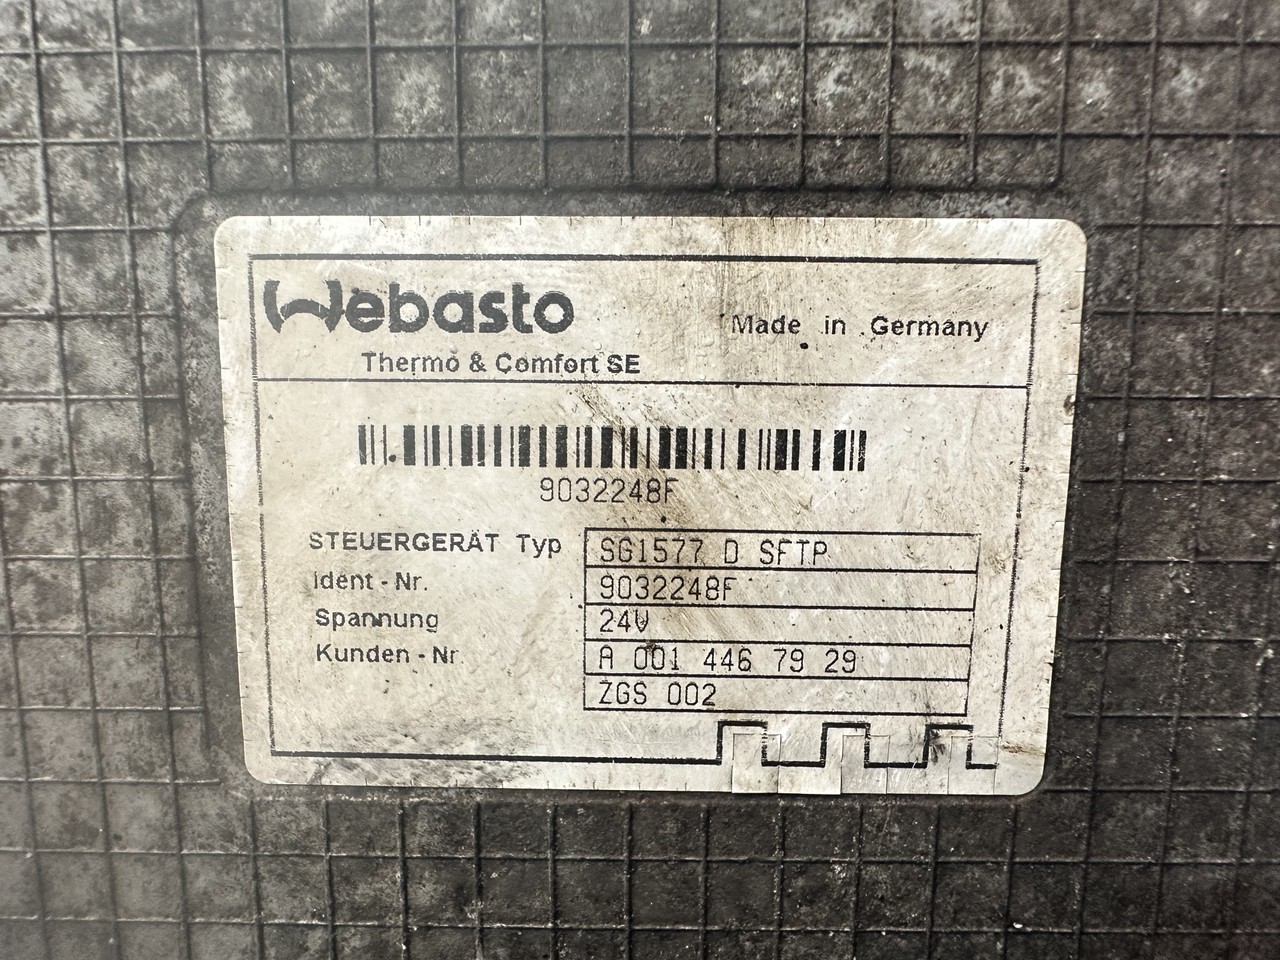 Webasto
Made in Germany
Thermo & Comfort SE
9032248F
STEUERGERÄT Typ SG1577 D SFTP
Ident - Nr. 9032248F
Spannung 24V
Kunden - Nr. A 001 446 79 29
ZGS 002